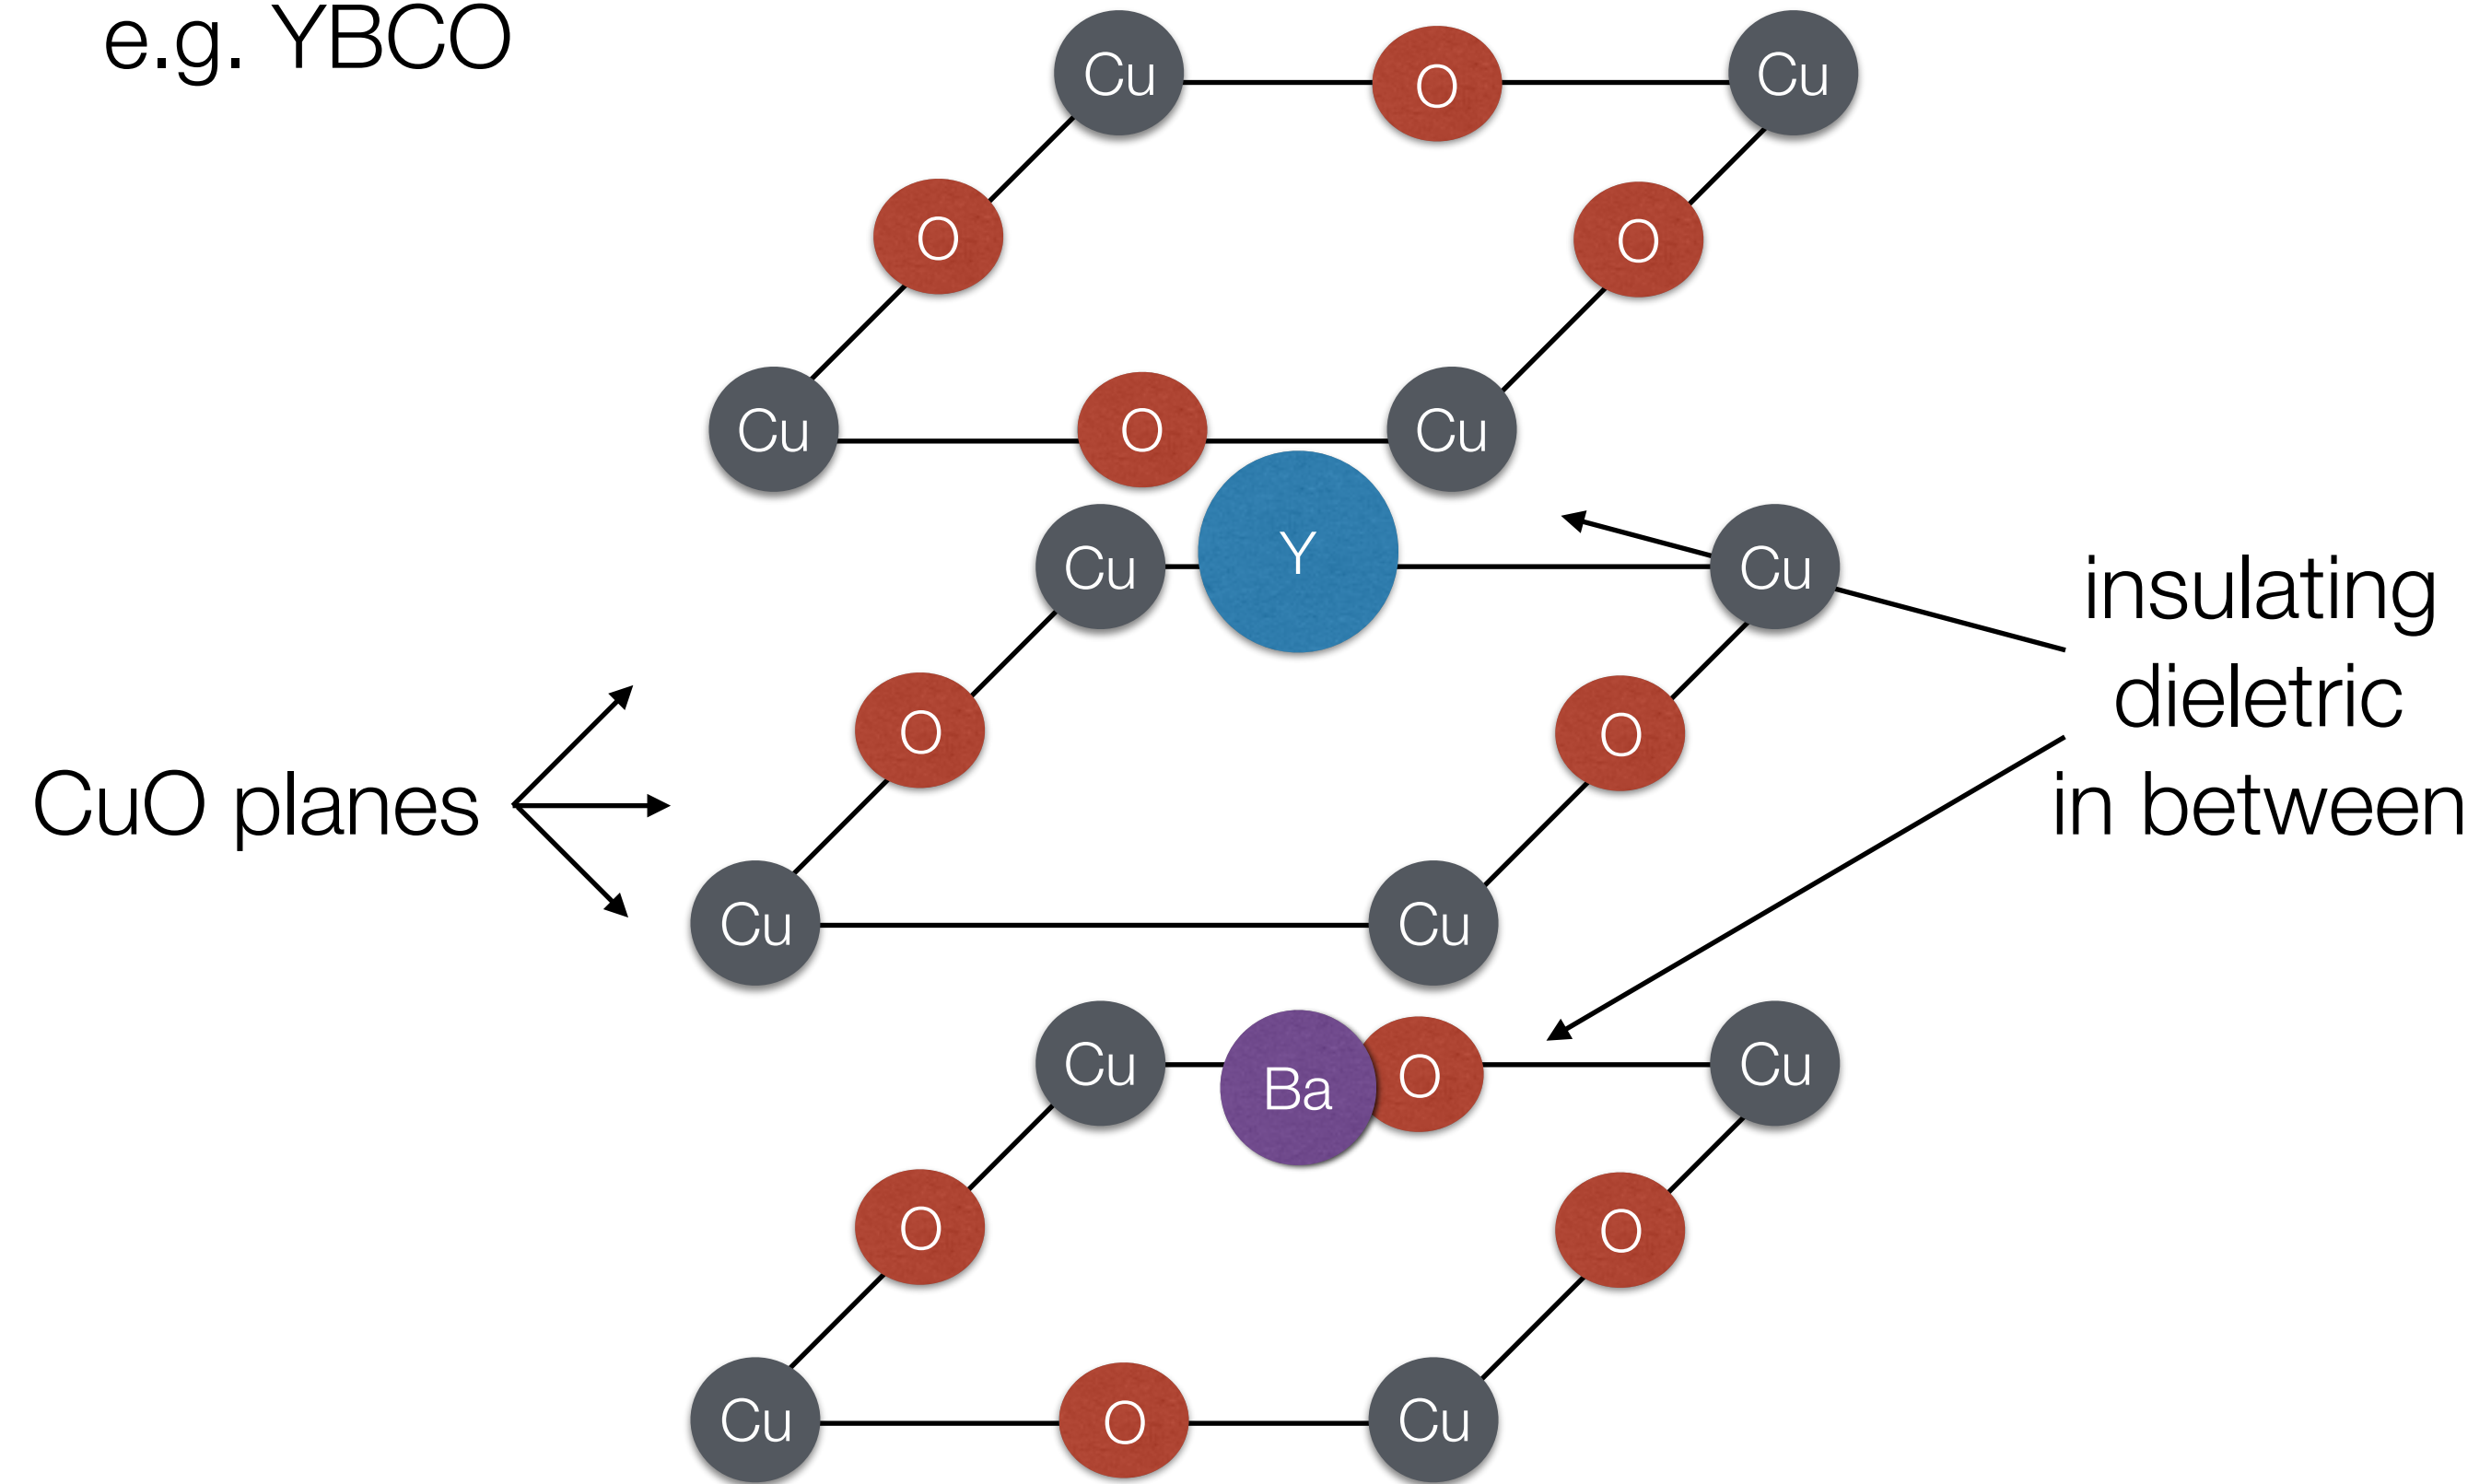 e.g. YBCO
Cu O Cu
O O
Cu O Cu
Cu Y Cu
insulating
dieletric
in between
O O
CuO planes
Cu Cu
Cu Ba O Cu
O O
Cu O Cu